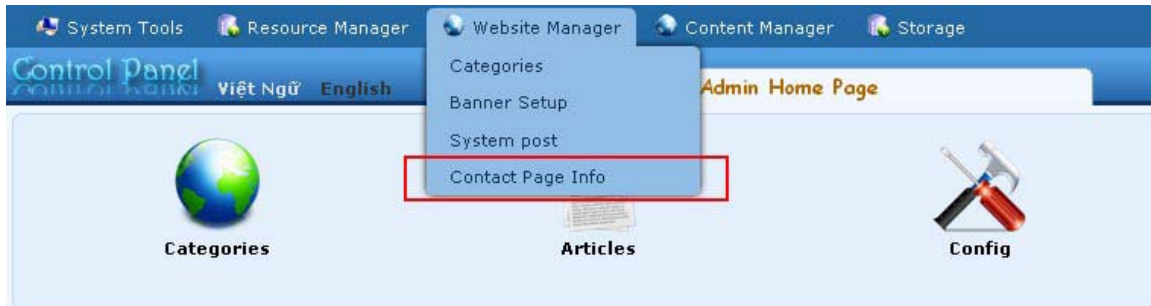 System Tools Resource Manager Website Manager Content Manager Storage
Control Panel Việt Ngữ English Admin Home Page
Categories
Banner Setup
System post
Contact Page Info
Categories Articles Config